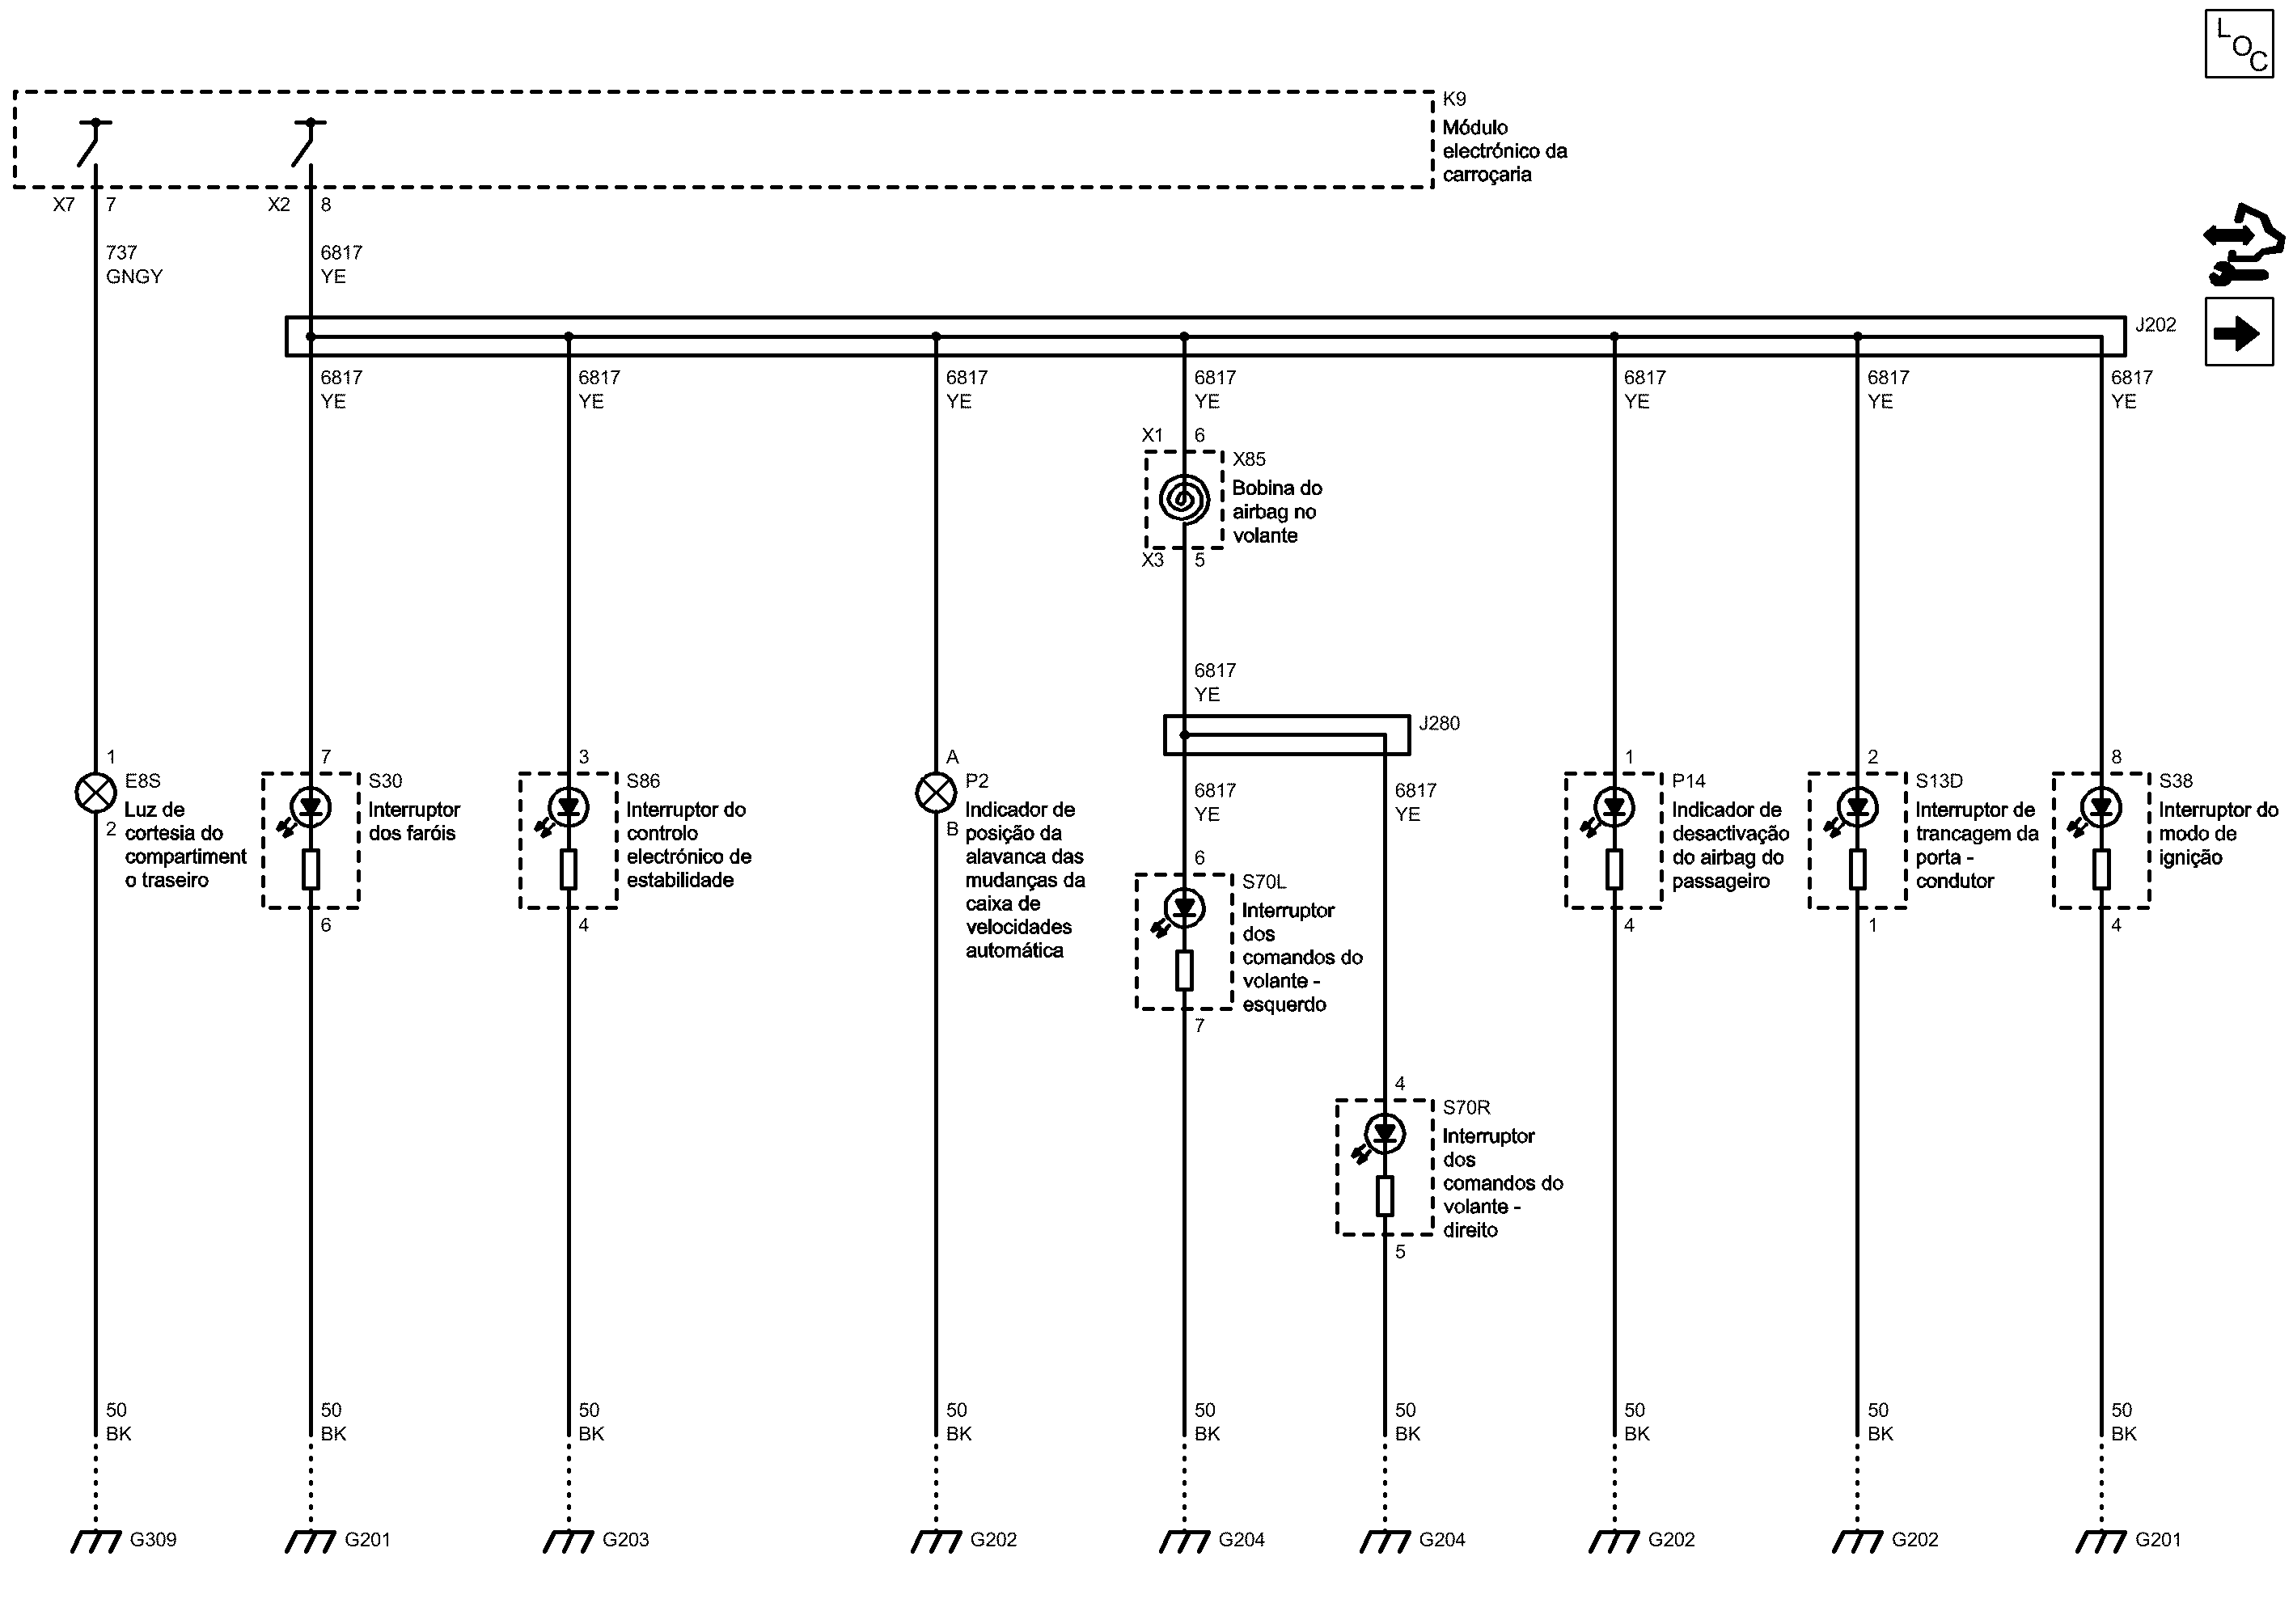 L
O
C
K9
Módulo
electrónico da
carroçaria
X7 7
X2 8
737
GNGY
6817
YE
J202
6817
YE
6817
YE
6817
YE
6817
YE
6817
YE
6817
YE
6817
YE
X1 6
X85
Bobina do
airbag no
volante
X3 5
6817
YE
J280
6817
YE
6817
YE
1
E8S
Luz de
2 cortesia do
compartiment
o traseiro
7
S30
Interruptor
dos faróis
6
3
S86
Interruptor do
controlo
electrónico de
estabilidade
4
A
P2
Indicador de
B posição da
alavanca das
mudanças da
caixa de
velocidades
automática
6
S70L
Interruptor
dos
comandos do
volante -
esquerdo
7
4
S70R
Interruptor
dos
comandos do
volante -
direito
5
1
P14
Indicador de
desactivação
do airbag do
passageiro
4
2
S13D
Interruptor de
trancagem da
porta -
condutor
1
8
S38
Interruptor do
modo de
ignição
4
50
BK
50
BK
50
BK
50
BK
50
BK
50
BK
50
BK
50
BK
50
BK
G309
G201
G203
G202
G204
G204
G202
G202
G201